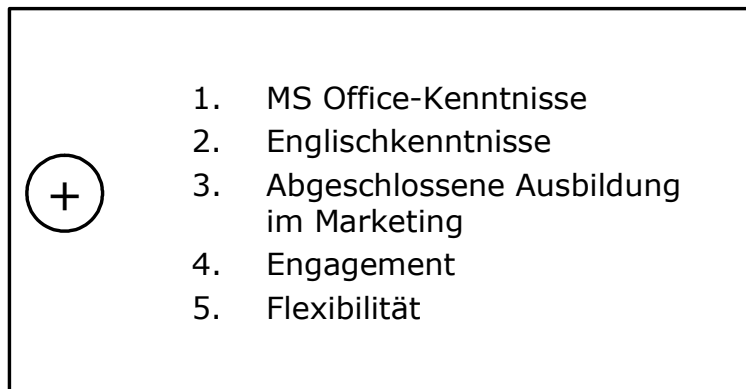 1. MS Office-Kenntnisse
2. Englischkenntnisse
+
3. Abgeschlossene Ausbildung
im Marketing
4. Engagement
5. Flexibilität